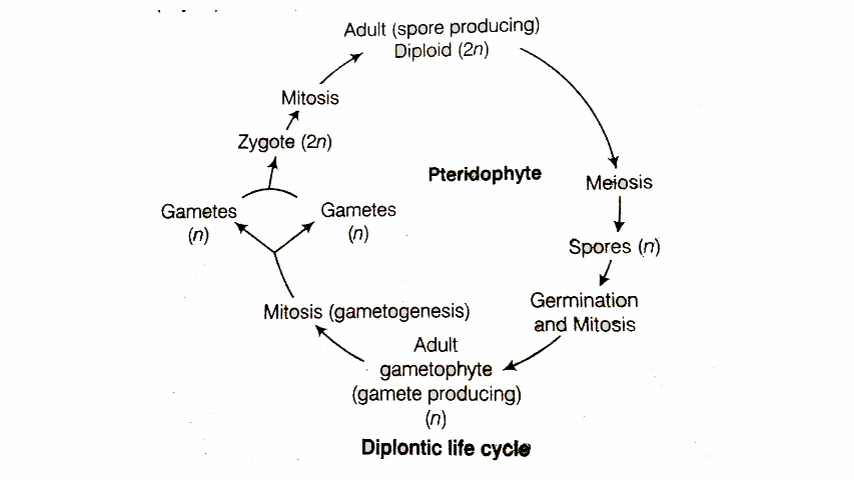 Adult (spore producing)
Diploid (2n)
Mitosis
Zygote (2n)
Pteridophyte
Meiosis
Gametes
(n)
Gametes
(n)
Spores (n)
Germination
and Mitosis
Mitosis (gametogenesis)
Adult
gametophyte
(gamete producing)
(n)
Diplontic life cycle